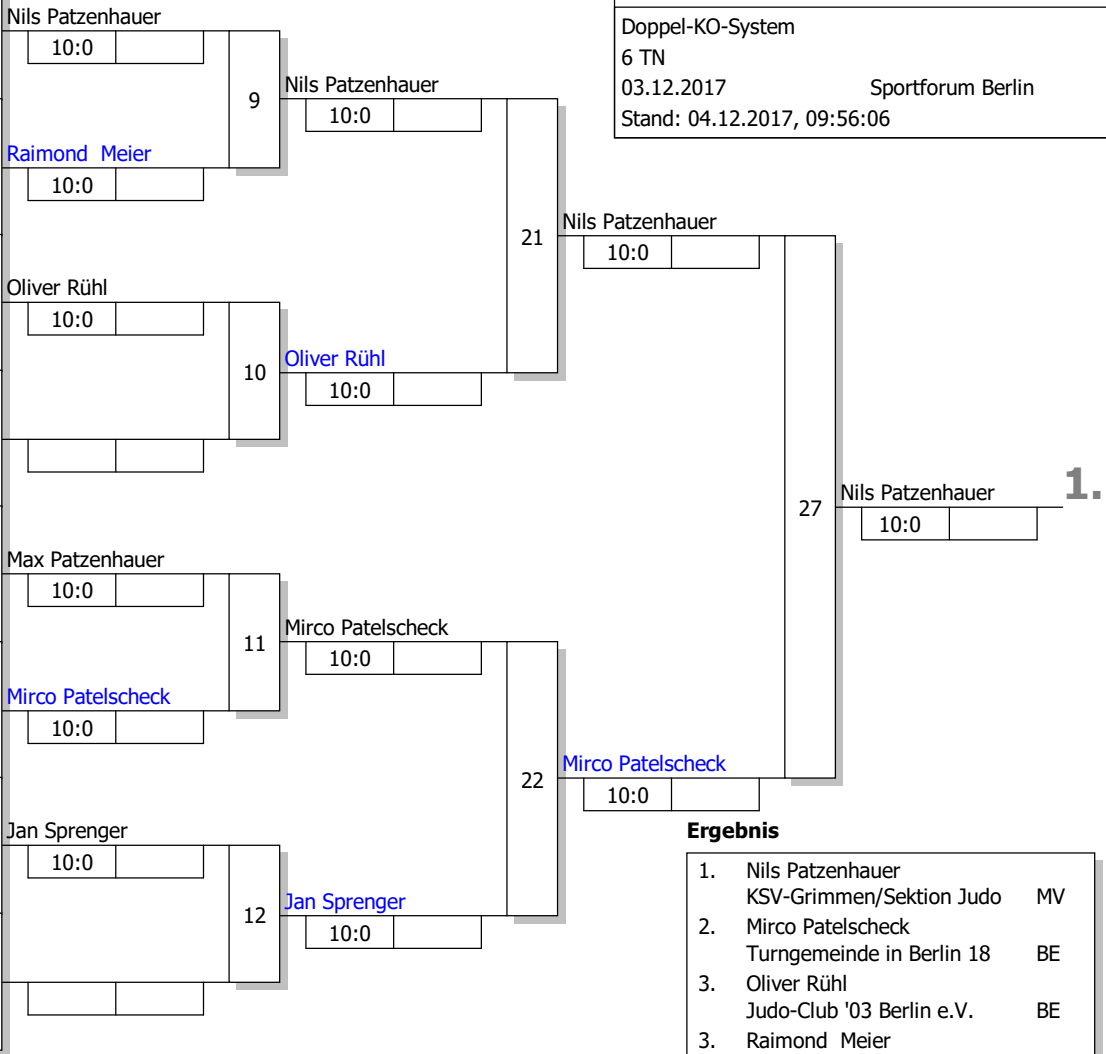 Doppel-KO-System
6 TN
03.12.2017 Sportforum Berlin
Stand: 04.12.2017, 09:56:06
Nils Patzenhauer
10:0
9
Raimond Meier
10:0
Oliver Rühl
10:0
10
Max Patzenhauer
10:0
11
Mirco Patelscheck
10:0
Jan Sprenger
10:0
12
Nils Patzenhauer
10:0
21
Oliver Rühl
10:0
Mirco Patelscheck
10:0
22
Jan Sprenger
10:0
Nils Patzenhauer
10:0
27
Mirco Patelscheck
10:0
Nils Patzenhauer 1.
10:0
Ergebnis
1. Nils Patzenhauer
KSV-Grimmen/Sektion Judo MV
2. Mirco Patelscheck
Turngemeinde in Berlin 18 BE
3. Oliver Rühl
Judo-Club '03 Berlin e.V. BE
3. Raimond Meier